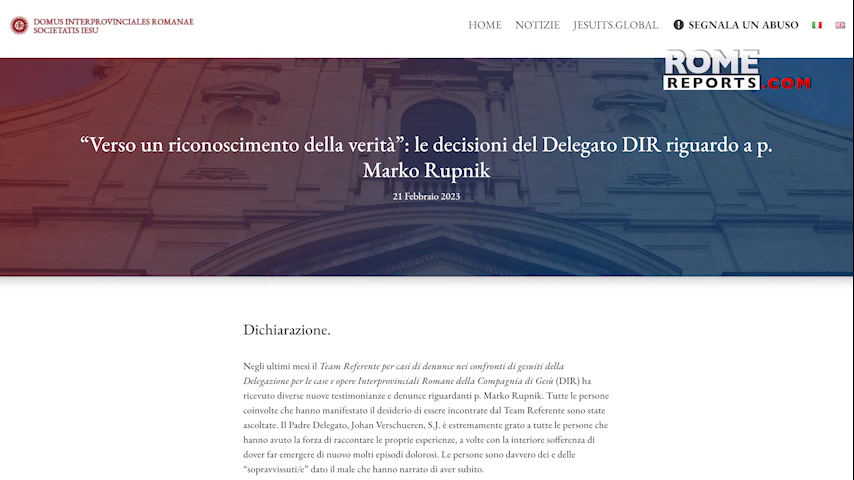 DOMUS INTERPROVINCIALES ROMANAE
SOCIETATIS IESU
HOME NOTIZIE JESUITS.GLOBAL SEGNALA UN ABUSO
ROME
REPORTS.COM
“Verso un riconoscimento della verità”: le decisioni del Delegato DIR riguardo a p.
Marko Rupnik
21 Febbraio 2023
Dichiarazione.
Negli ultimi mesi il Team Referente per casi di denunce nei confronti di gesuiti della
Delegazione per le case e opere Interprovinciali Romane della Compagnia di Gesù (DIR) ha
ricevuto diverse nuove testimonianze e denunce riguardanti p. Marko Rupnik. Tutte le persone
coinvolte che hanno manifestato il desiderio di essere incontrate dal Team Referente sono state
ascoltate. Il Padre Delegato, Johan Verschueren, S.J. è estremamente grato a tutte le persone che
hanno avuto la forza di raccontare le proprie esperienze, a volte con la interiore sofferenza di
dover far emergere di nuovo molti episodi dolorosi. Le persone sono davvero dei e delle
“sopravvissuti/e” dato il male che hanno narrato di aver subito.